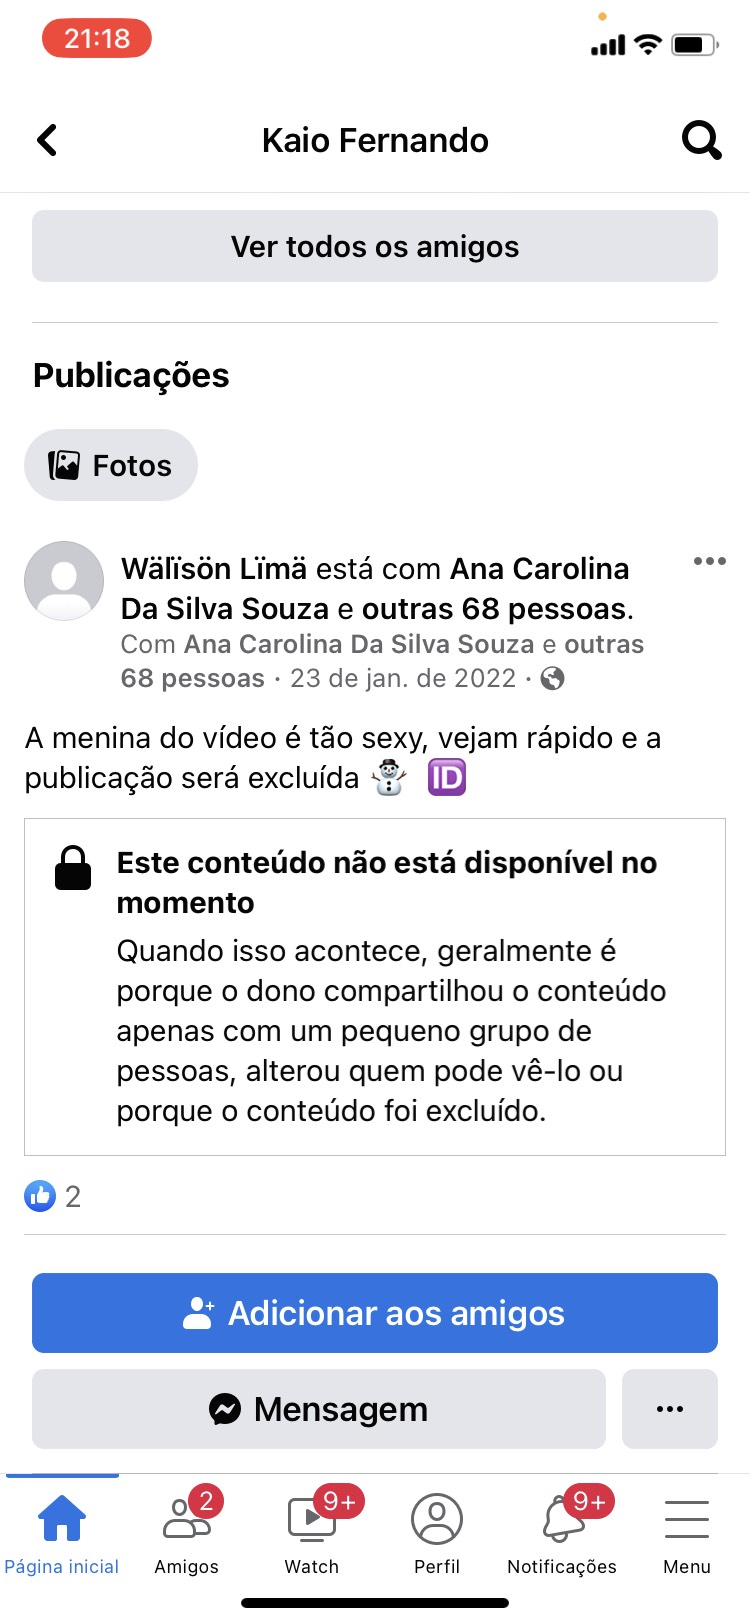 21:18
Kaio Fernando
Ver todos os amigos
Publicações
Fotos
Wälïsön Lïmä está com Ana Carolina
Da Silva Souza e outras 68 pessoas.
Com Ana Carolina Da Silva Souza e outras
68 pessoas · 23 de jan. de 2022 ·
A menina do vídeo é tão sexy, vejam rápido e a
publicação será excluída ⛄ 🆔
Este conteúdo não está disponível no
momento
Quando isso acontece, geralmente é
porque o dono compartilhou o conteúdo
apenas com um pequeno grupo de
pessoas, alterou quem pode vê-lo ou
porque o conteúdo foi excluído.
2
Adicionar aos amigos
Mensagem
2
9+
9+
Página inicial
Amigos
Watch
Perfil
Notificações
Menu